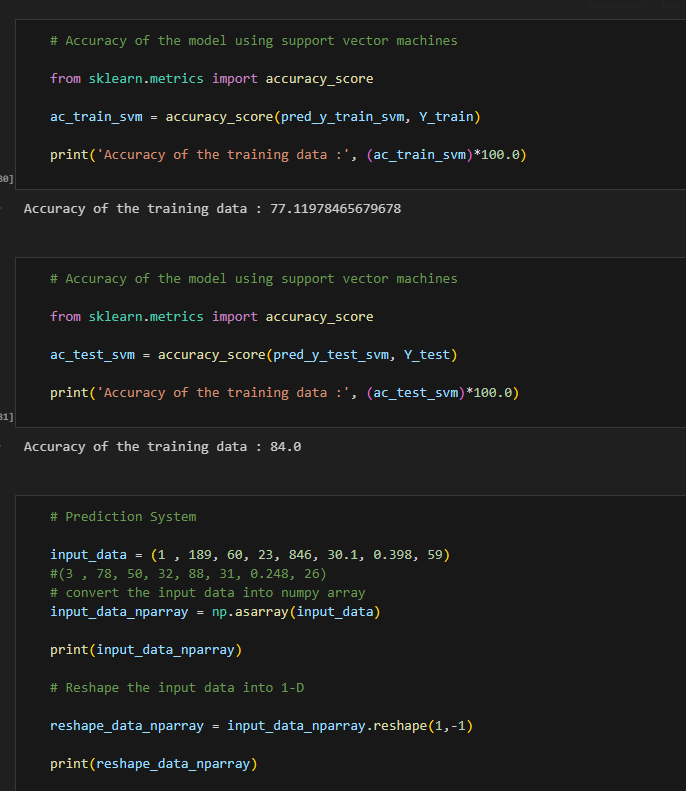 # Accuracy of the model using support vector machines
from sklearn.metrics import accuracy_score
ac_train_svm = accuracy_score(pred_y_train_svm, Y_train)
print('Accuracy of the training data :', (ac_train_svm)*100.0)
30]
Accuracy of the training data : 77.11978465679678
# Accuracy of the model using support vector machines
from sklearn.metrics import accuracy_score
ac_test_svm = accuracy_score(pred_y_test_svm, Y_test)
print('Accuracy of the training data :', (ac_test_svm)*100.0)
31]
Accuracy of the training data : 84.0
# Prediction System
input_data = (1 , 189, 60, 23, 846, 30.1, 0.398, 59)
#(3 , 78, 50, 32, 88, 31, 0.248, 26)
# convert the input data into numpy array
input_data_nparray = np.asarray(input_data)
print(input_data_nparray)
# Reshape the input data into 1-D
reshape_data_nparray = input_data_nparray.reshape(1,-1)
print(reshape_data_nparray)